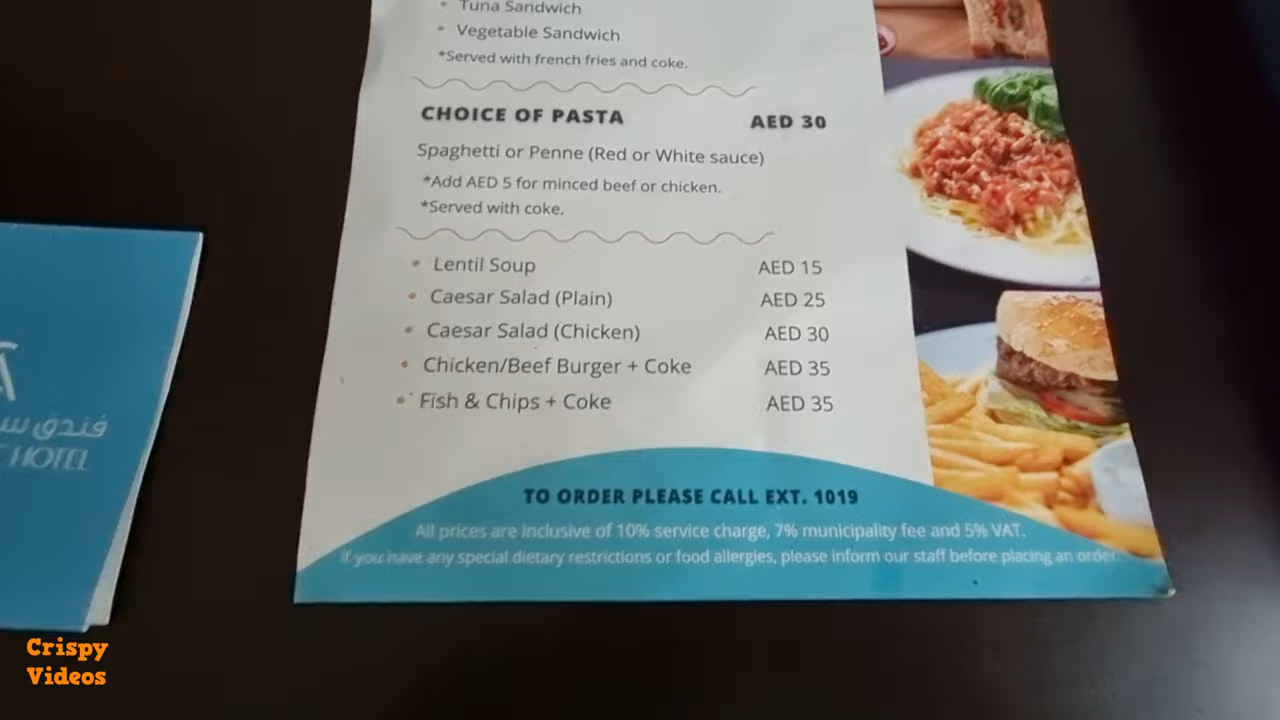 Tuna Sandwich
Vegetable Sandwich
*Served with french fries and coke.
CHOICE OF PASTA AED 30
Spaghetti or Penne (Red or White sauce)
*Add AED 5 for minced beef or chicken.
*Served with coke.
Lentil Soup AED 15
Caesar Salad (Plain) AED 25
Caesar Salad (Chicken) AED 30
Chicken/Beef Burger + Coke AED 35
Fish & Chips + Coke AED 35
TO ORDER PLEASE CALL EXT. 1019
All prices are inclusive of 10% service charge, 7% municipality fee and 5% VAT.
If you have any special dietary restrictions or food allergies, please inform our staff before placing an order.
فندق
HOTEL
Crispy
Videos